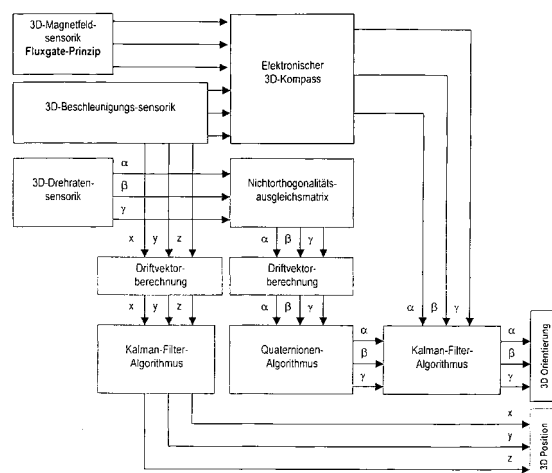 3D-Magnetfeld-
sensorik
Fluxgate-Prinzip
Elektronischer
3D-Kompass
3D-Beschleunigungs-sensorik
3D-Drehraten-
sensorik
α
β
γ
Nichtorthogonalitäts-
ausgleichsmatrix
x y z
α β γ
Driftvektor-
berechnung
Driftvektor-
berechnung
x y z
α β γ
α β γ
Kalman-Filter-
Algorithmus
Quaternionen-
Algorithmus
α
β
γ
Kalman-Filter-
Algorithmus
α
β
γ
3D Orientierung
x
y
z
3D Position